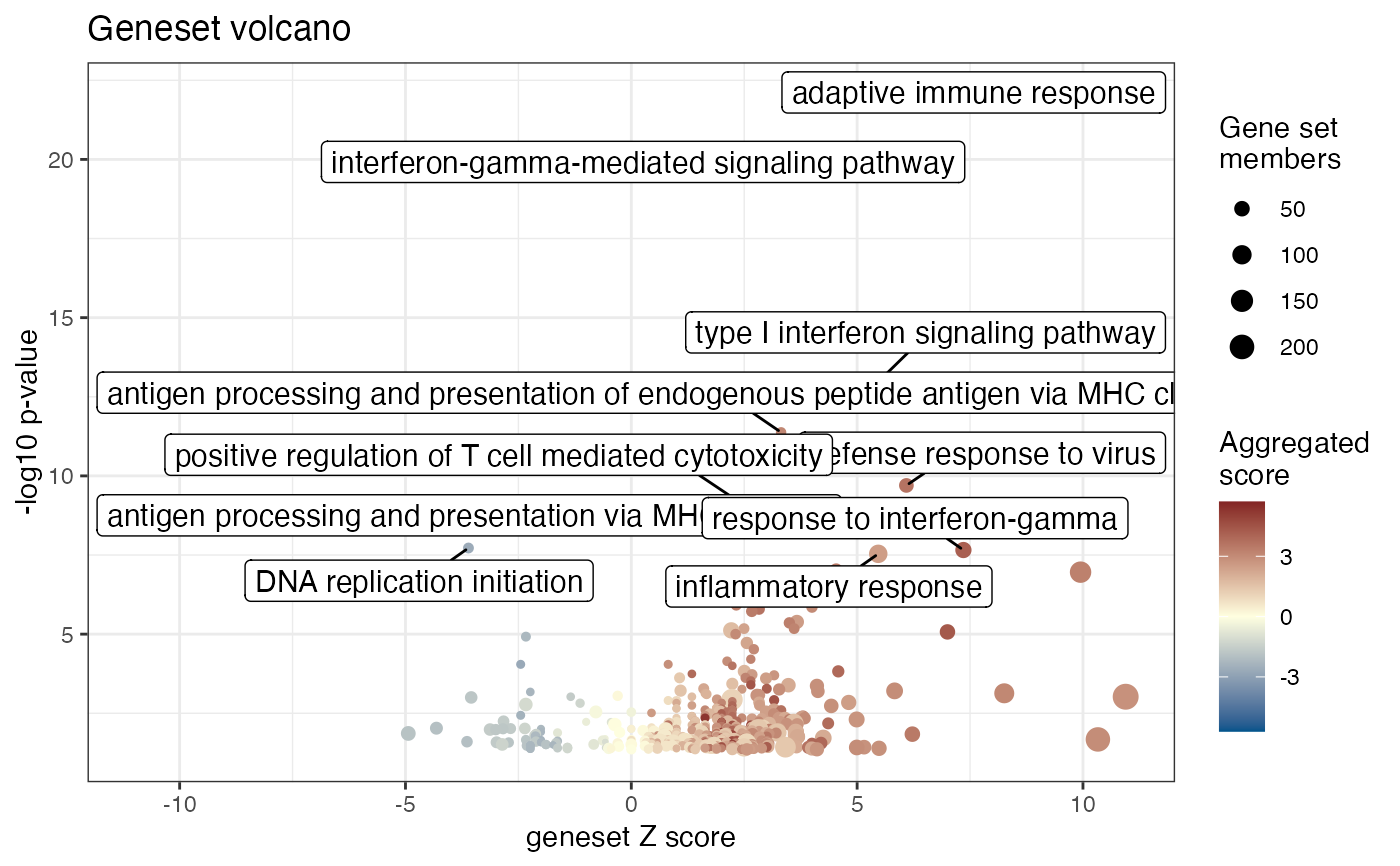 Geneset volcano
adaptive immune response
interferon-gamma-mediated signaling pathway
type I interferon signaling pathway
antigen processing and presentation of endogenous peptide antigen via MHC cl
positive regulation of T cell mediated cytotoxicity
efense response to virus
antigen processing and presentation via MH
response to interferon-gamma
DNA replication initiation
inflammatory response
-log10 p-value
20
15
10
5
-10
-5
0
5
10
geneset Z score
Gene set
members
50
100
150
200
Aggregated
score
3
0
-3